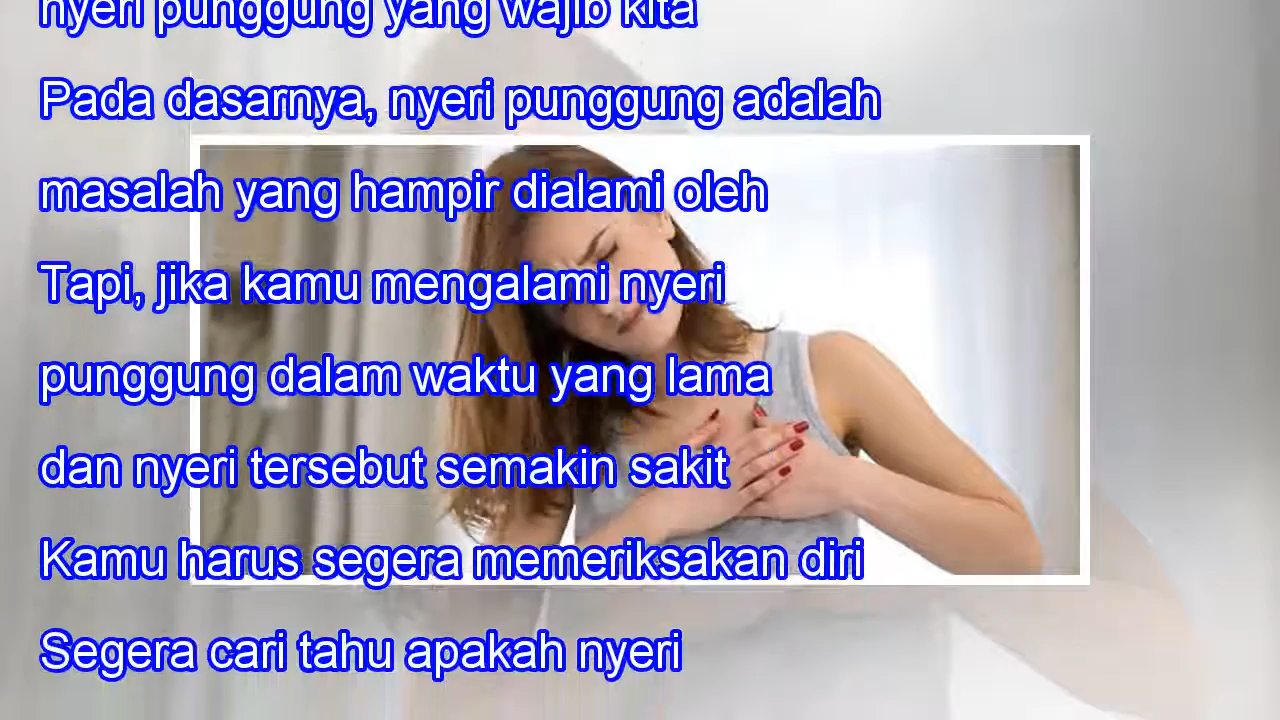 nyeri punggung yang wajib kita
Pada dasarnya, nyeri punggung adalah
masalah yang hampir dialami oleh
Tapi, jika kamu mengalami nyeri
punggung dalam waktu yang lama
dan nyeri tersebut semakin sakit
Kamu harus segera memeriksakan diri
Segera cari tahu apakah nyeri